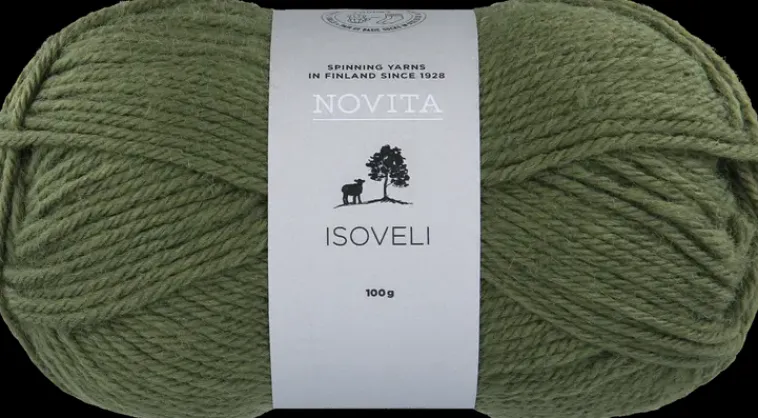 SPINNING YARNS
IN FINLAND SINCE 1928
NOVITA
ISOVELI
100g